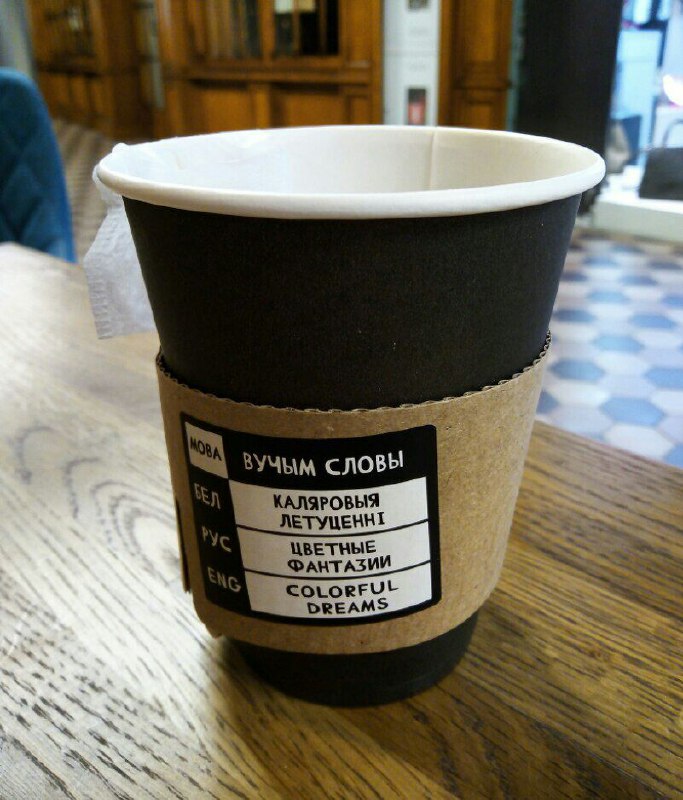 МОВА ВУЧЫМ СЛОВЫ
БЕЛ
КАЛЯРОВЫЯ
ЛЕТУЦЕННІ
РУС
ЦВЕТНЫЕ
ФАНТАЗИИ
ENG
COLORFUL
DREAMS